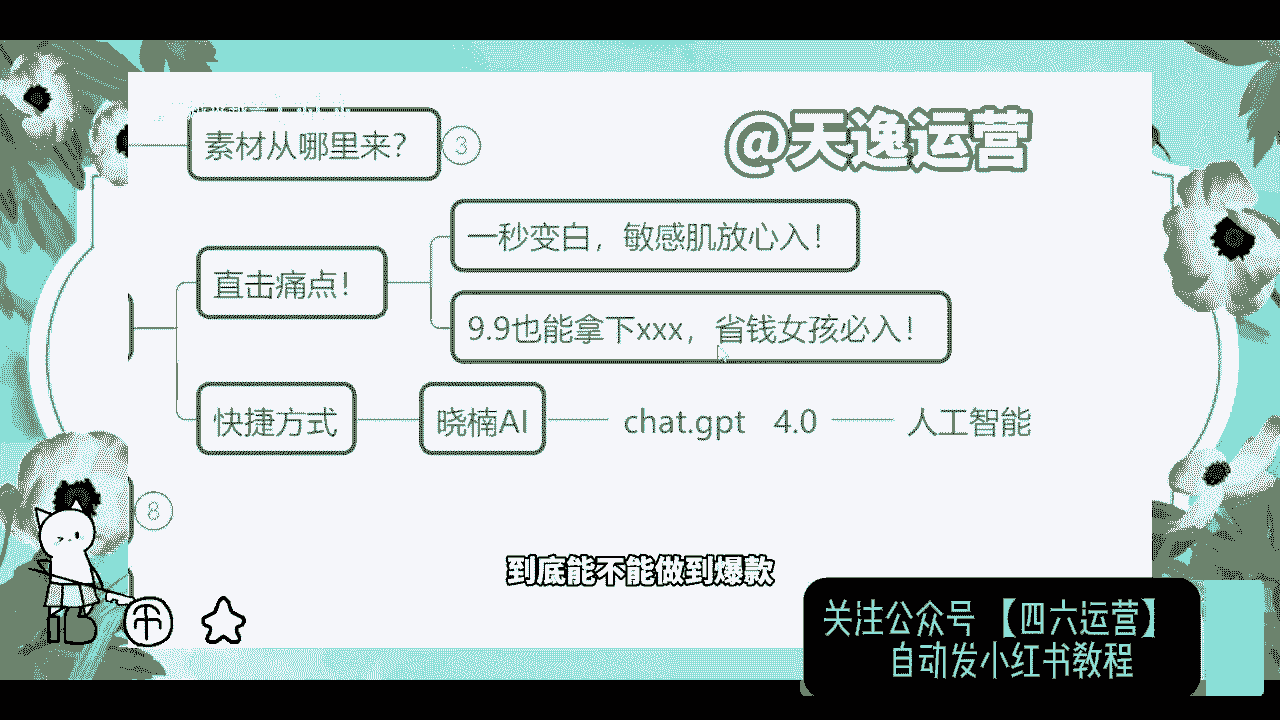 素材从哪里来？
3
@天逸运营
一秒变白，敏感肌放心入！
直击痛点！
9.9也能拿下xxx，省钱女孩必入！
快捷方式
晓楠AI
chat.gpt 4.0
人工智能
8
到底能不能做到爆款
关注公众号【四六运营】
自动发小红书教程